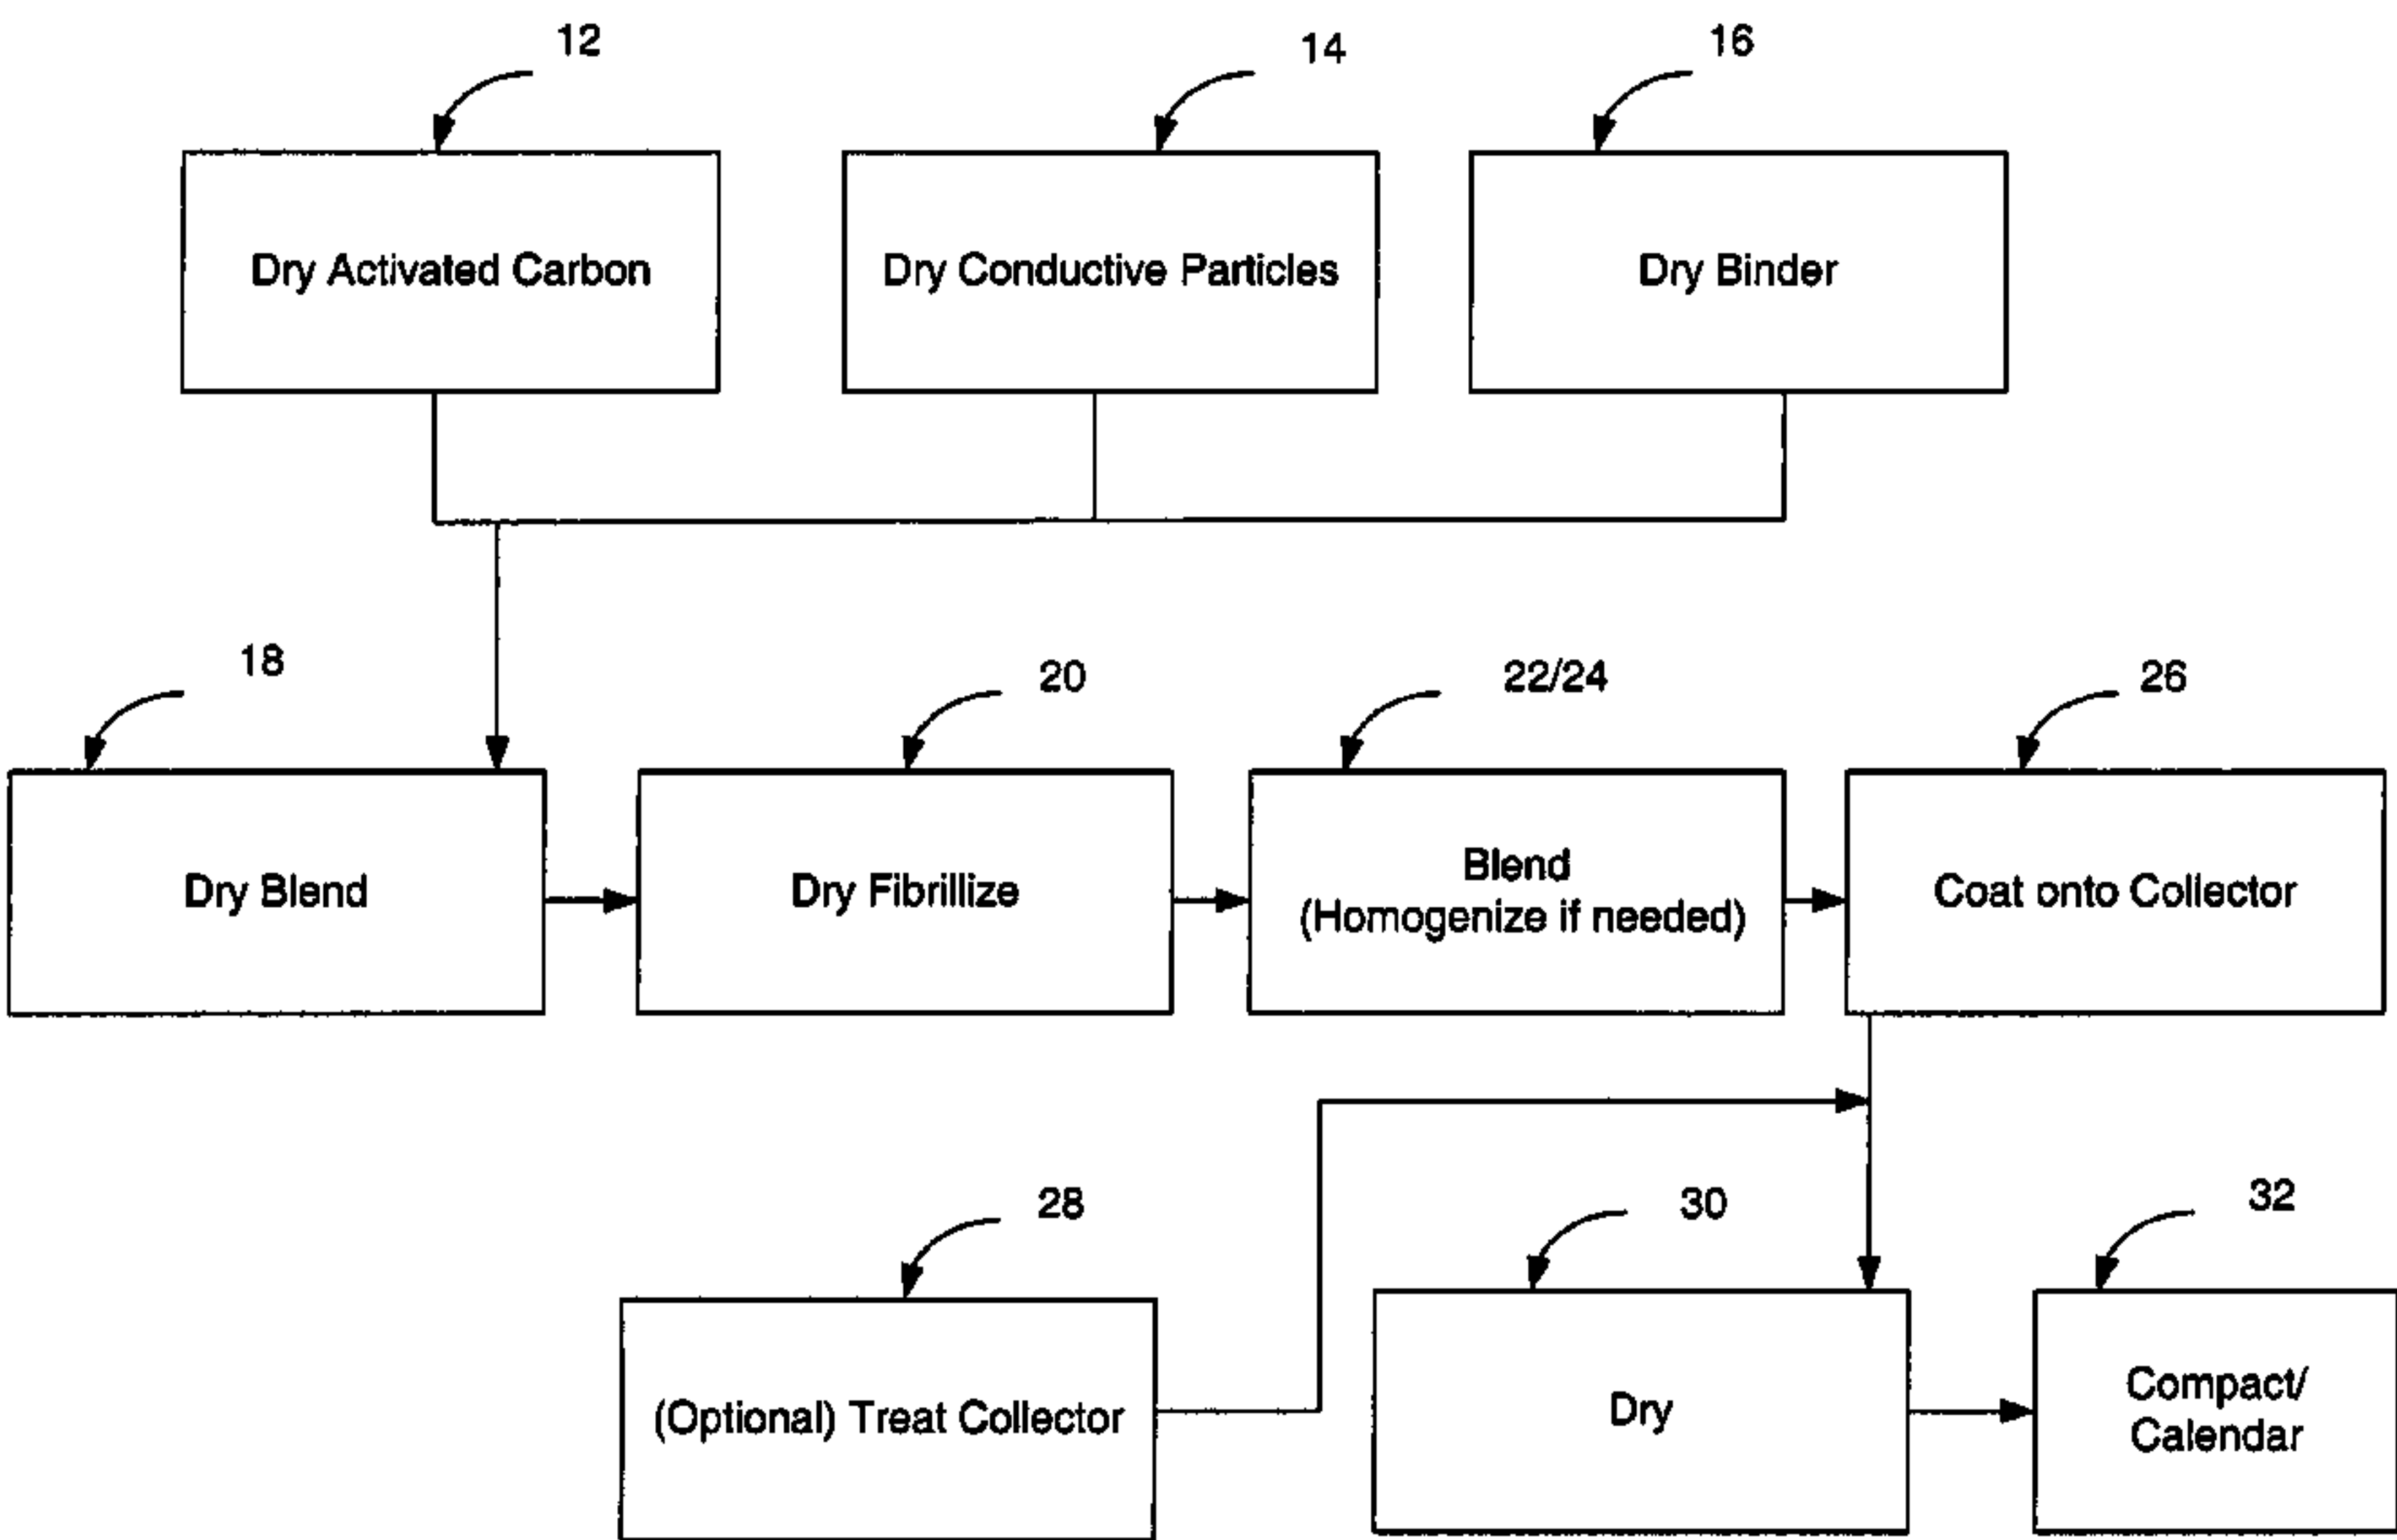 12
14
16
Dry Activated Carbon
Dry Conductive Particles
Dry Binder
18
20
22/24
26
Dry Blend
Dry Fibrillize
Blend
(Homogenize if needed)
Coat onto Collector
28
30
32
(Optional) Treat Collector
Dry
Compact/
Calendar